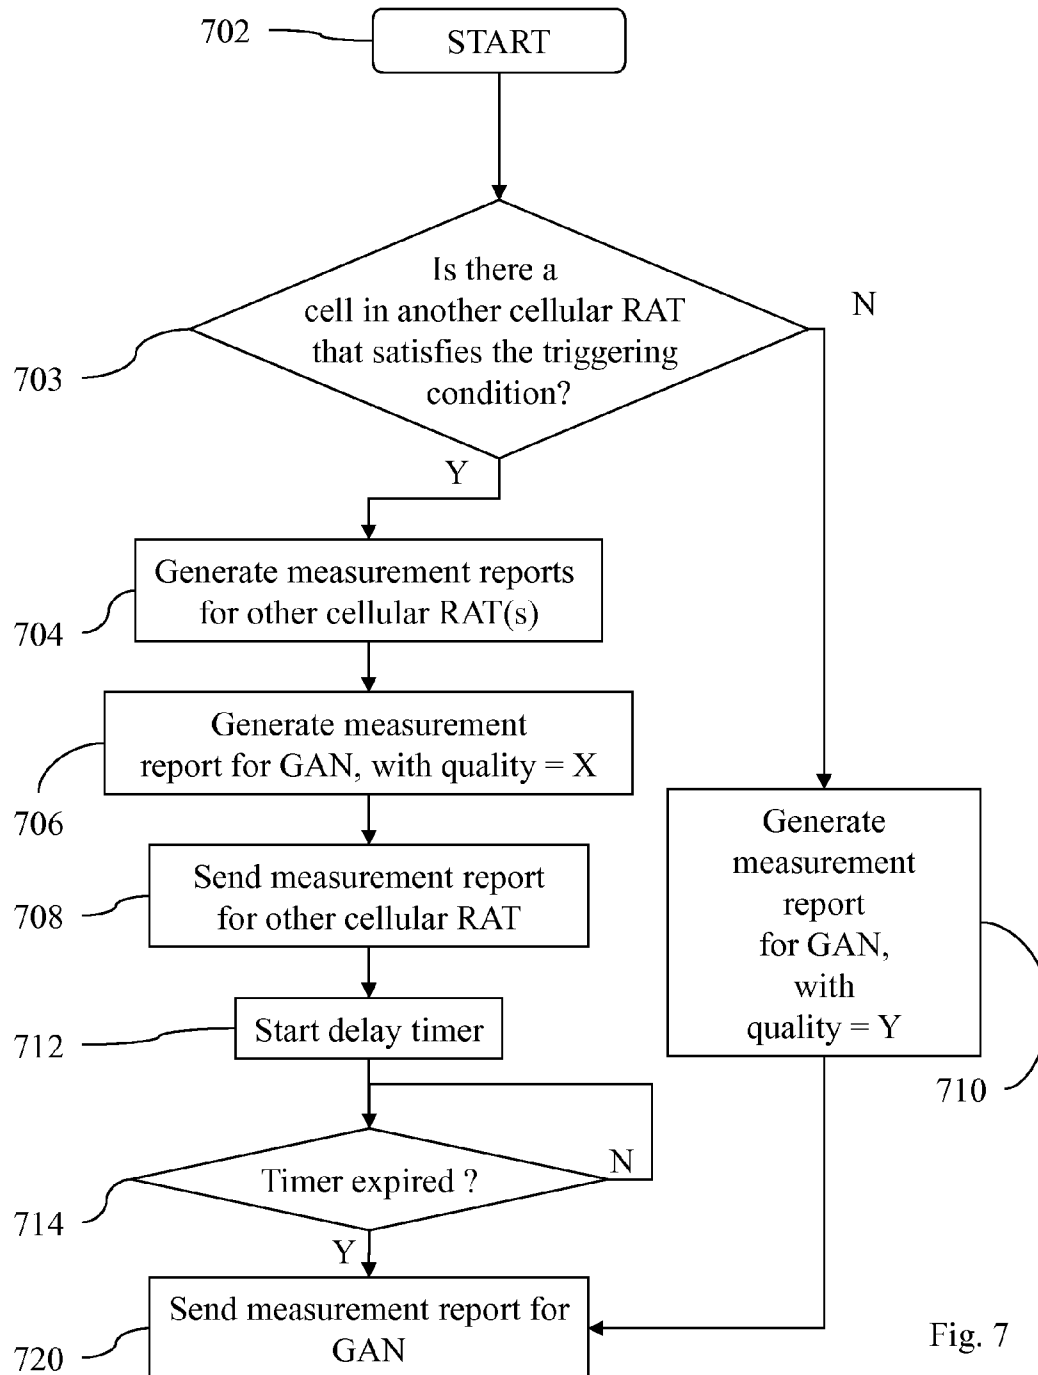 702
START
Is there a
cell in another cellular RAT
that satisfies the triggering
condition?
N
703
Y
Generate measurement reports
for other cellular RAT(s)
704
Generate measurement
report for GAN, with quality = X
706
Send measurement report
for other cellular RAT
708
Generate
measurement
report
for GAN,
with
quality = Y
710
Start delay timer
712
Timer expired ?
N
714
Y
Send measurement report for
GAN
720
Fig. 7